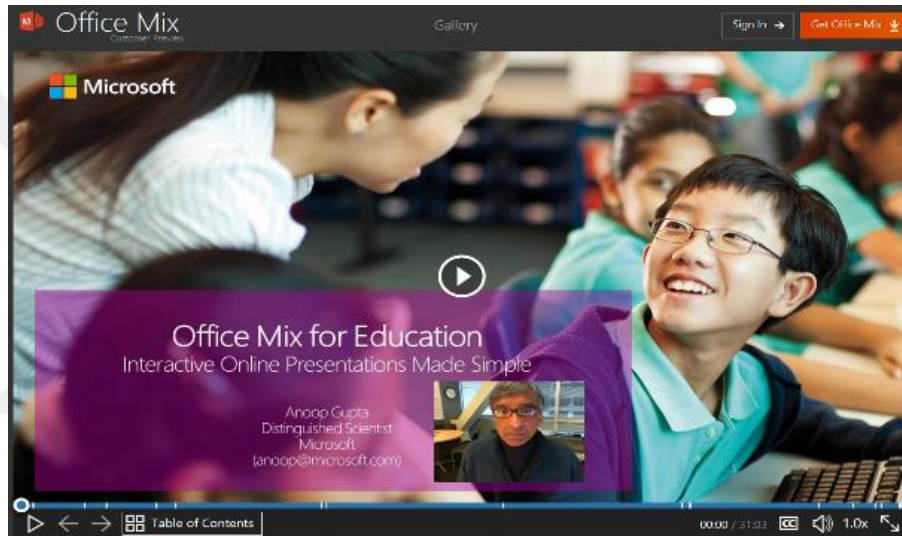 Office Mix
Customer Preview
Gallery
Sign In
Get Office Mix
Microsoft
Office Mix for Education
Interactive Online Presentations Made Simple
Anoop Gupta
Distinguished Scientist
Microsoft
(anoop@microsoft.com)
Table of Contents
00:00 / 31:03
CC
1.0x